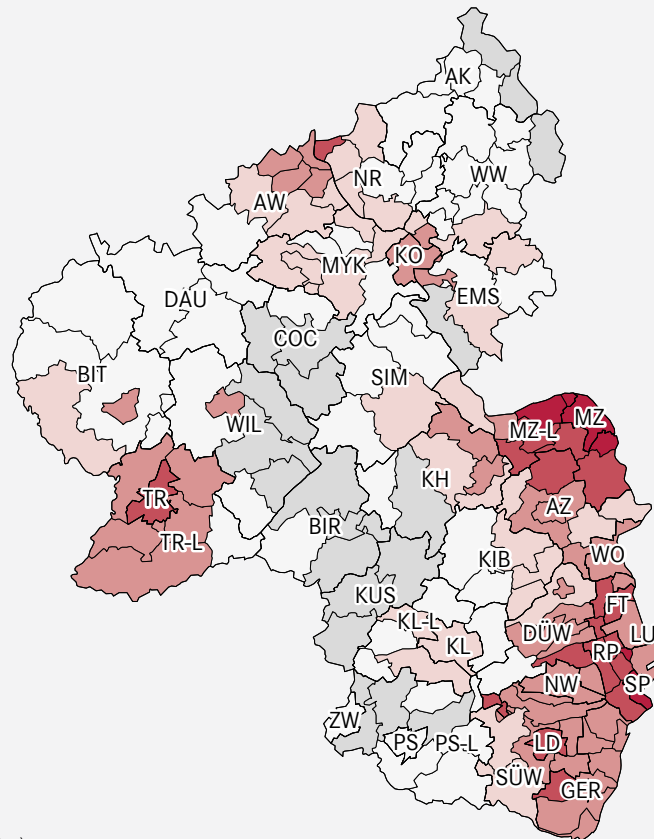 AK
NR
WW
AW
KO
MYK
EMS
DAU
COC
BIT
SIM
WIL
MZ
MZ-L
KH
TR
AZ
BIR
TR-L
WO
KIB
KUS
FT
KL-L
DÜW
LU
KL
RP
NW
SP
ZW
PS
PS-L
LD
SÜW
GER